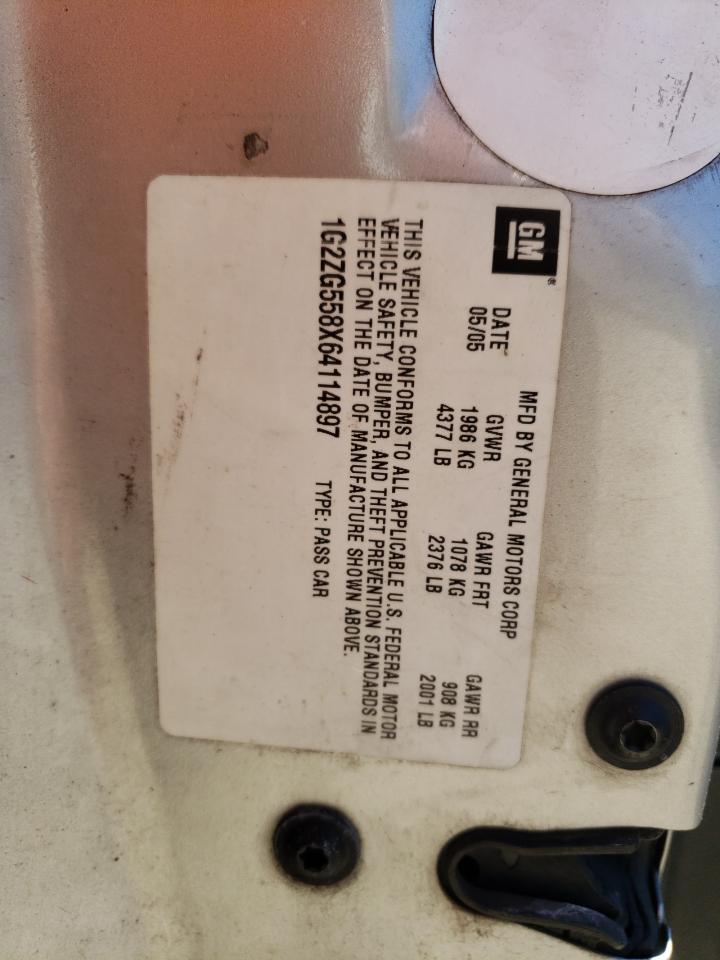 GM®
MFD BY GENERAL MOTORS CORP
DATE GVWR GAWR FRT GAWR RR
05/05 1986 KG 1078 KG 908 KG
4377 LB 2376 LB 2001 LB
THIS VEHICLE CONFORMS TO ALL APPLICABLE U.S. FEDERAL MOTOR
VEHICLE SAFETY, BUMPER, AND THEFT PREVENTION STANDARDS IN
EFFECT ON THE DATE OF MANUFACTURE SHOWN ABOVE.
1G2ZG558X64114897 TYPE: PASS CAR